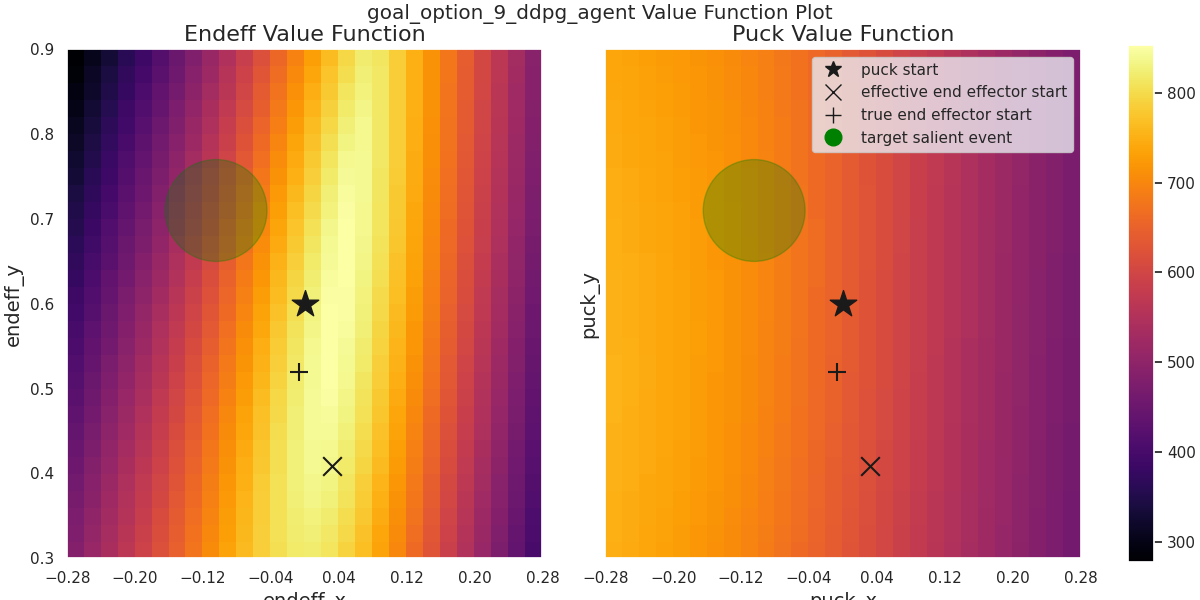 goal_option_9_ddpg_agent Value Function Plot
Endeff Value Function
Puck Value Function
puck start
effective end effector start
true end effector start
target salient event
endeff_y
0.9
0.8
0.7
0.6
0.5
0.4
0.3
−0.28 −0.20 −0.12 −0.04 0.04 0.12 0.20 0.28
endeff_x
puck_y
−0.28 −0.20 −0.12 −0.04 0.04 0.12 0.20 0.28
puck_x
800
700
600
500
400
300